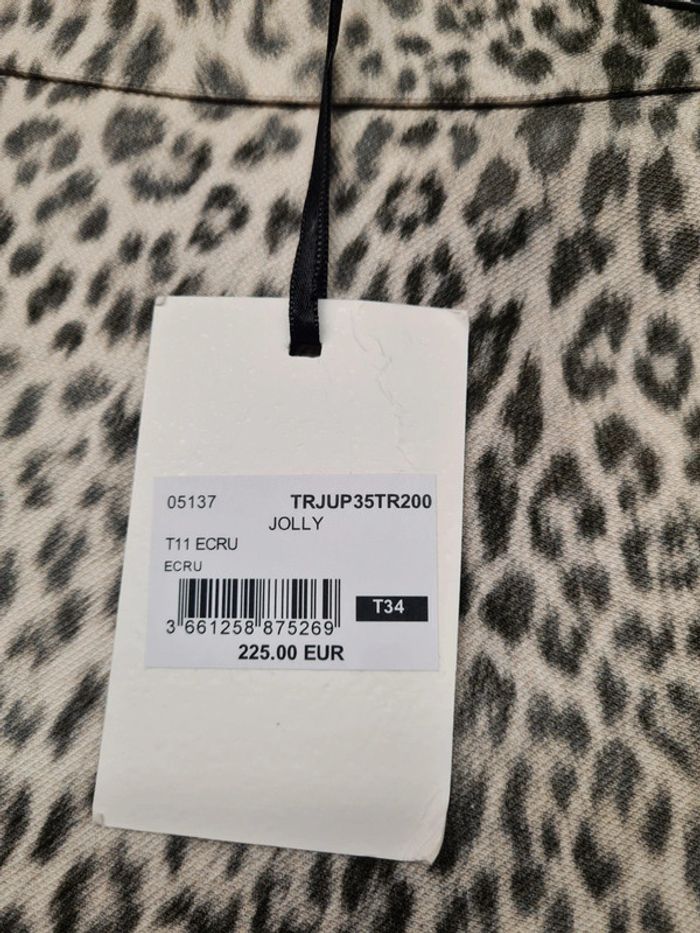 05137 TRJUP35TR200
JOLLY
T11 ECRU
ECRU
T34
3 661258 875269
225.00 EUR